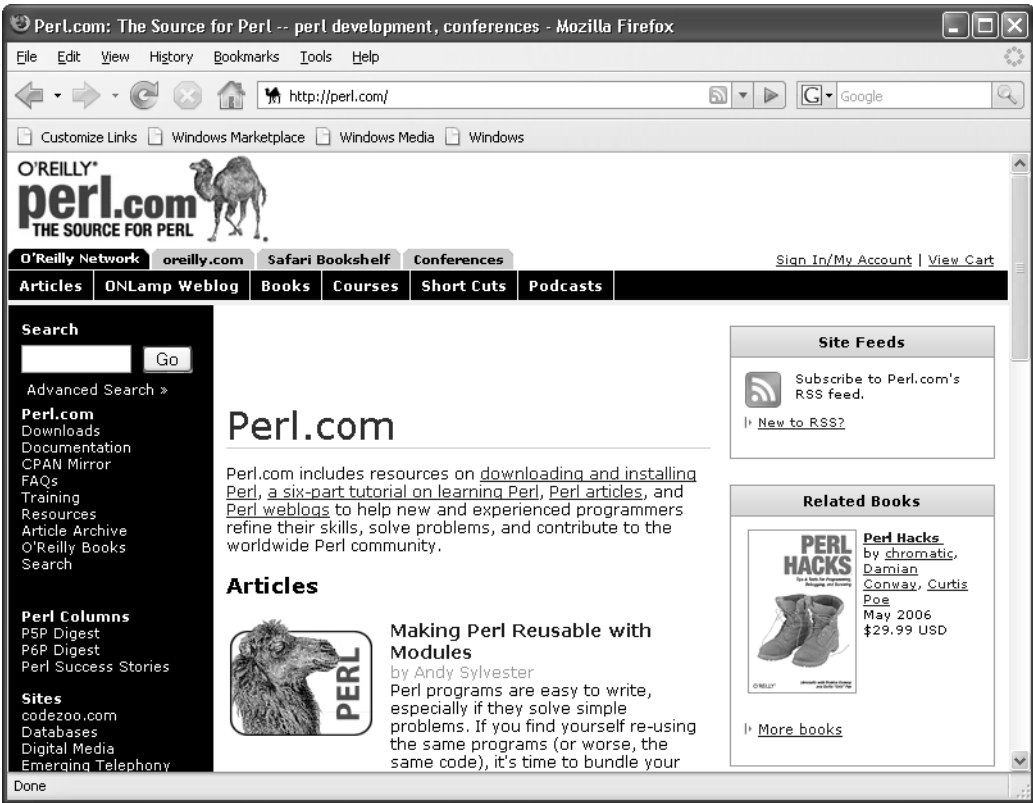 Perl.com: The Source for Perl -- perl development, conferences - Mozilla Firefox
File Edit View History Bookmarks Tools Help
http://perl.com/
G Google
Customize Links Windows Marketplace Windows Media Windows
O'REILLY®
perl.com
THE SOURCE FOR PERL
O'Reilly Network oreilly.com Safari Bookshelf Conferences
Sign In/My Account | View Cart
Articles ONLamp Weblog Books Courses Short Cuts Podcasts
Search
Go
Advanced Search »
Perl.com
Downloads
Documentation
CPAN Mirror
FAQs
Training
Resources
Article Archive
O'Reilly Books
Search
Perl Columns
P5P Digest
P6P Digest
Perl Success Stories
Sites
codezoo.com
Databases
Digital Media
Emerging Telephony
Perl.com
Perl.com includes resources on downloading and installing
Perl, a six-part tutorial on learning Perl, Perl articles, and
Perl weblogs to help new and experienced programmers
refine their skills, solve problems, and contribute to the
worldwide Perl community.
Articles
PERL
Making Perl Reusable with
Modules
by Andy Sylvester
Perl programs are easy to write,
especially if they solve simple
problems. If you find yourself re-using
the same programs (or worse, the
same code), it's time to bundle your
Site Feeds
Subscribe to Perl.com's
RSS feed.
New to RSS?
Related Books
PERL
HACKS
O'REILLY®
Perl Hacks
by chromatic,
Damian
Conway, Curtis
Poe
May 2006
$29.99 USD
More books
Done